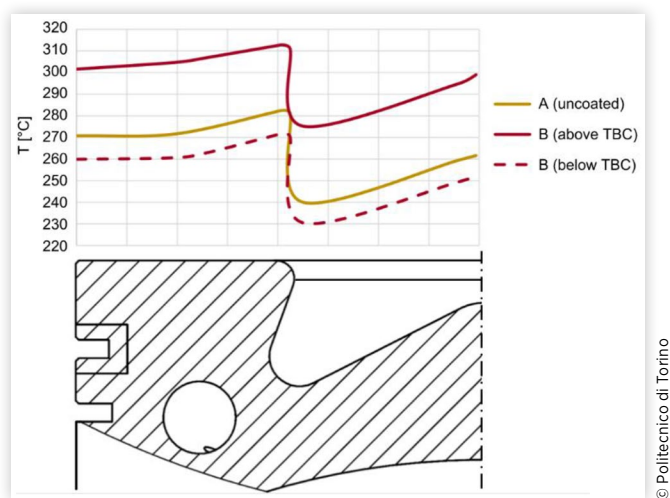 320
310
300
290
280
270
260
250
240
230
220
T [°C]
A (uncoated)
B (above TBC)
B (below TBC)
© Politecnico di Torino